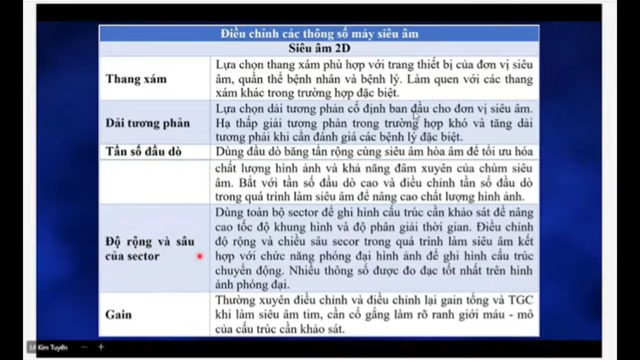 Điều chỉnh các thông số máy siêu âm
Siêu âm 2D
Thang xám
Lựa chọn thang xám phù hợp với trang thiết bị của đơn vị siêu
âm, quần thể bệnh nhân và bệnh lý. Làm quen với các thang
xám khác trong trường hợp đặc biệt.
Dải tương phản
Lựa chọn dải tương phản cố định ban đầu cho đơn vị siêu âm.
Hạ thấp giải tương phản trong trường hợp khó và tăng dải
tương phải khi cần đánh giá các bệnh lý đặc biệt.
Tần số đầu dò
Dùng đầu dò băng tần rộng cùng siêu âm hòa âm để tối ưu hóa
chất lượng hình ảnh và khả năng đâm xuyên của chùm siêu
âm. Bắt với tần số đầu dò cao và điều chỉnh tần số đầu dò
trong quá trình làm siêu âm để nâng cao chất lượng hình ảnh.
Độ rộng và sâu
của sector
Dùng toàn bộ sector để ghi hình cấu trúc cần khảo sát để nâng
cao tốc độ khung hình và độ phân giải thời gian. Điều chỉnh
độ rộng và chiều sâu secor trong quá trình làm siêu âm kết
hợp với chức năng phóng đại hình ảnh để ghi hình cấu trúc
chuyển động. Nhiều thông số được đo đạc tốt nhất trên hình
ảnh phóng đại.
Gain
Thường xuyên điều chỉnh và điều chỉnh lại gain tổng và TGC
khi làm siêu âm tim, cần cố gắng làm rõ ranh giới máu - mô
của cấu trúc cần khảo sát.
Lê Kim Tuyến